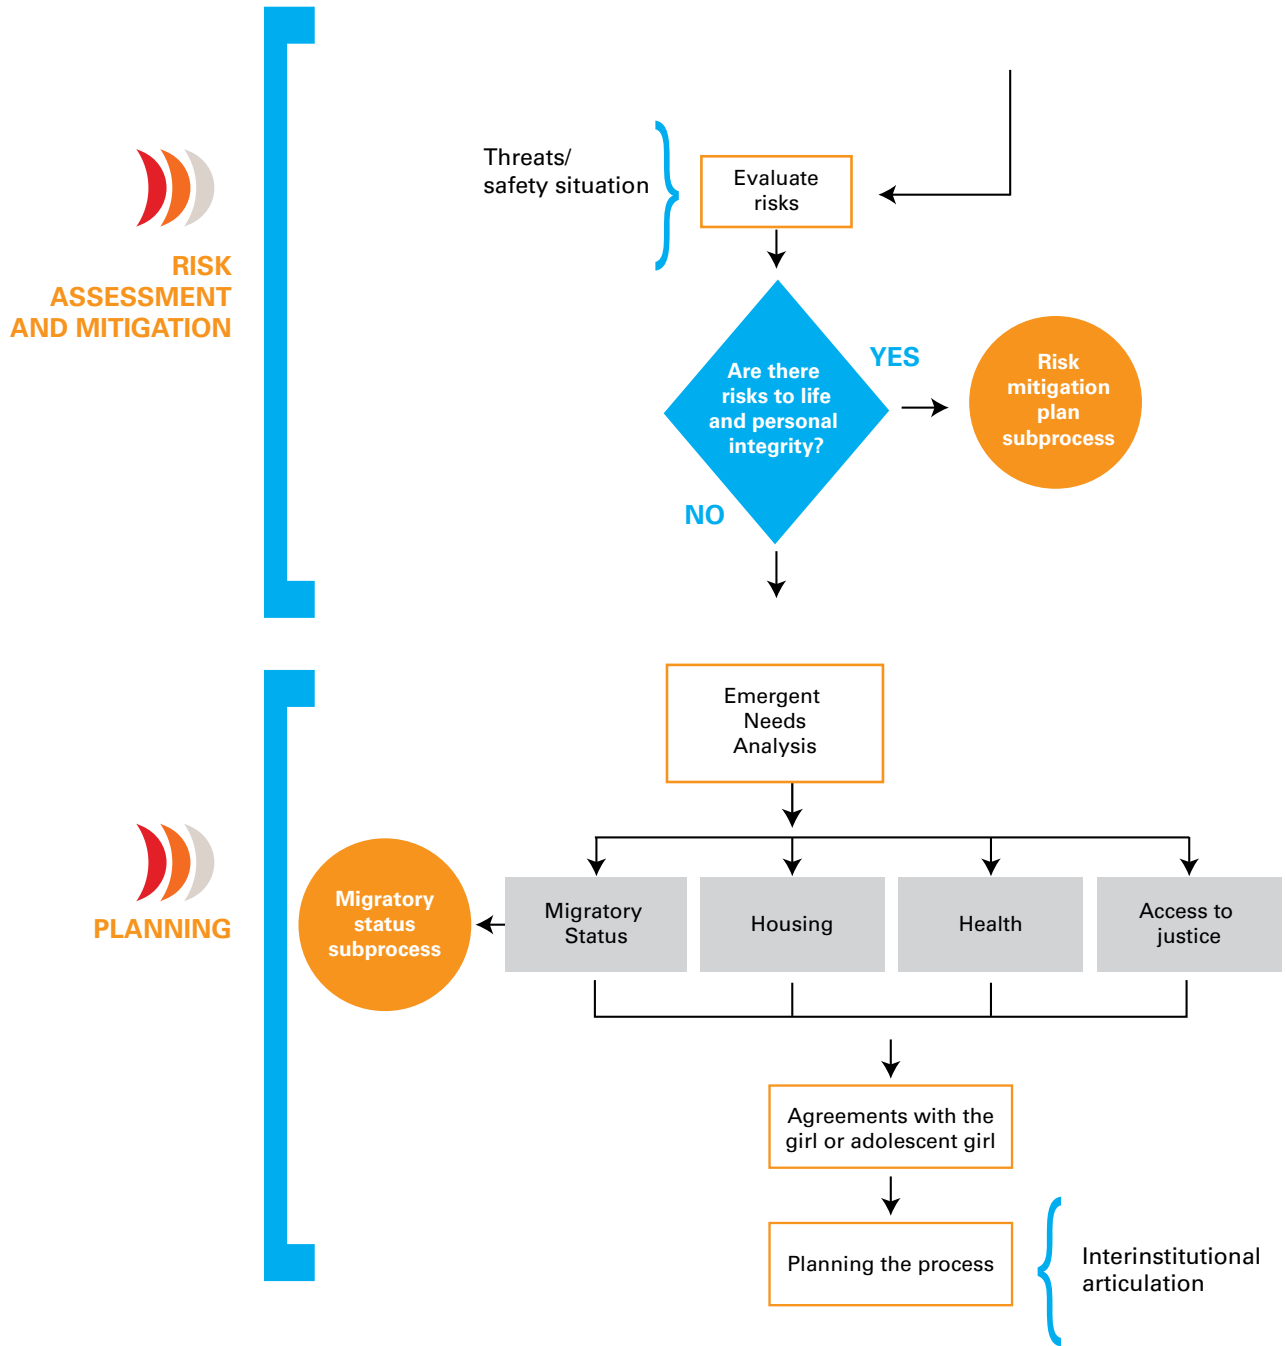 Threats/
safety situation
Evaluate
risks
RISK
ASSESSMENT
AND MITIGATION
Are there
risks to life
and personal
integrity?
YES
Risk
mitigation
plan
subprocess
NO
Emergent
Needs
Analysis
PLANNING
Migratory
status
subprocess
Migratory
Status
Housing
Health
Access to
justice
Agreements with the
girl or adolescent girl
Planning the process
Interinstitutional
articulation